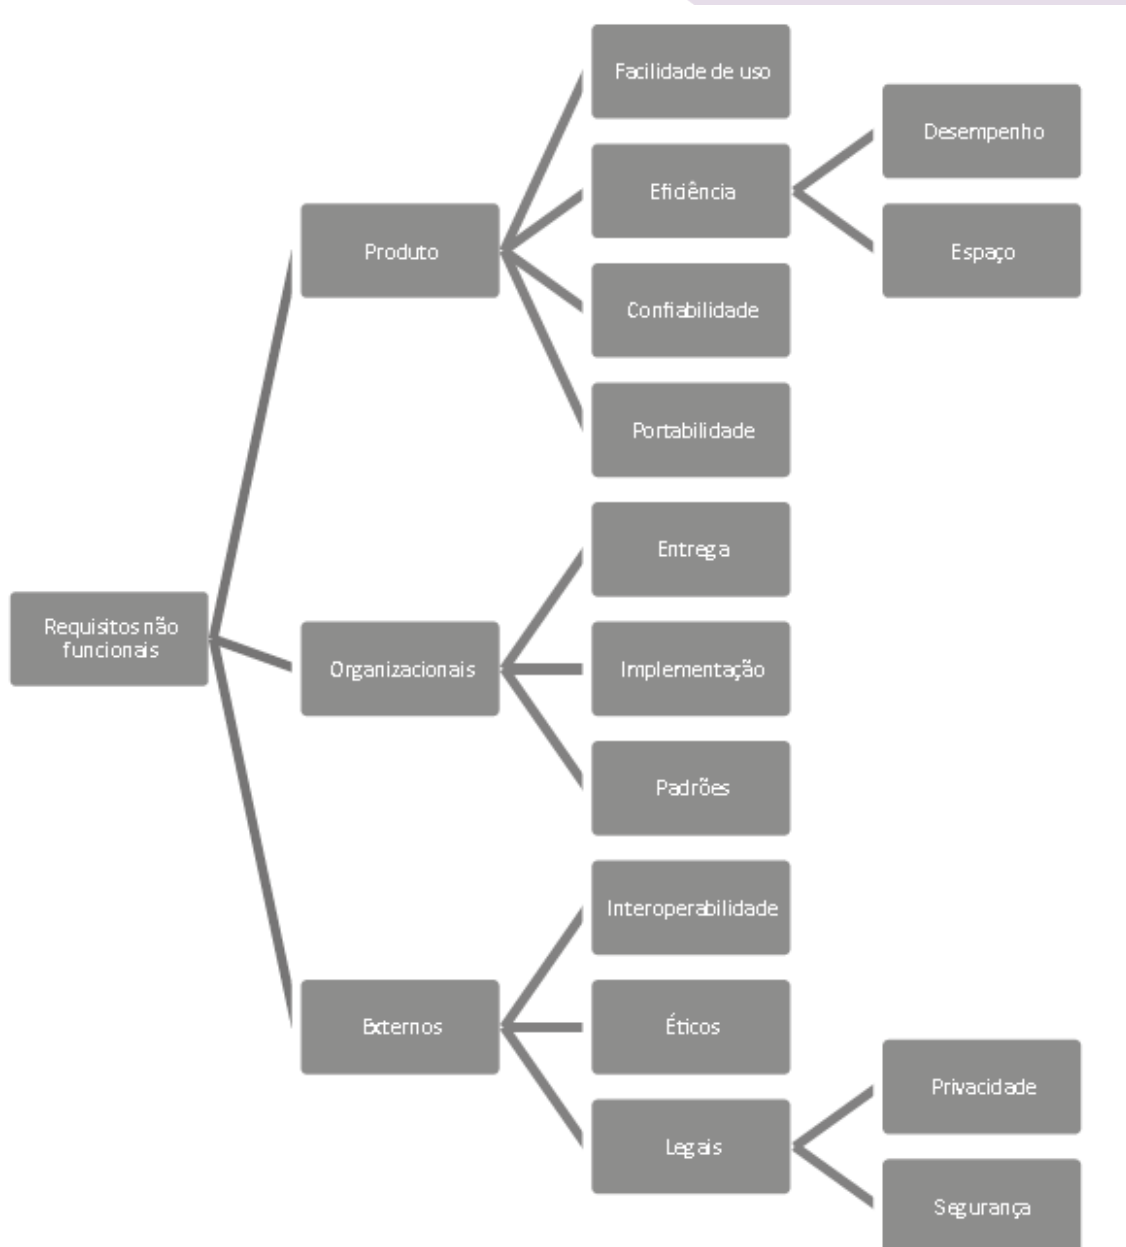 Facilidade de uso
Desempenho
Eficiência
Espaço
Produto
Confiabilidade
Portabilidade
Entrega
Requisitos não
funcionais
Organizacionais
Implementação
Padrões
Interoperabilidade
Externos
Éticos
Privacidade
Legais
Segurança